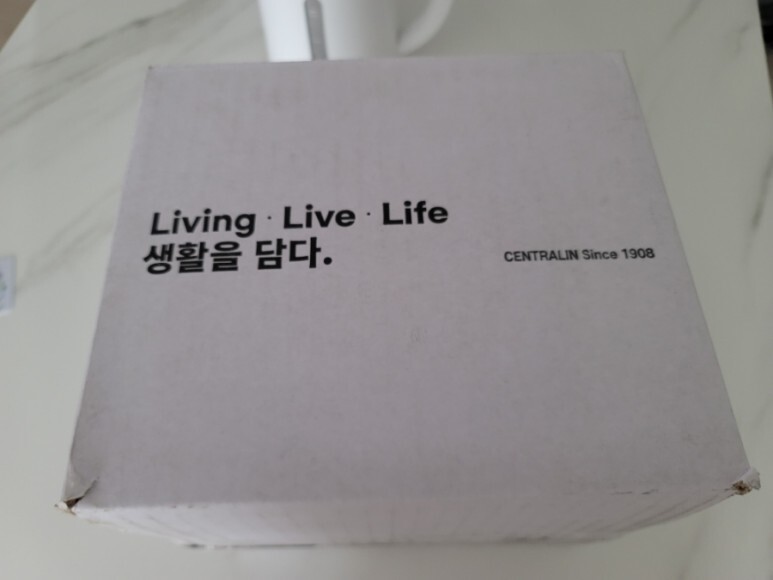 Living · Live · Life
생활을 담다.
CENTRALIN Since 1908